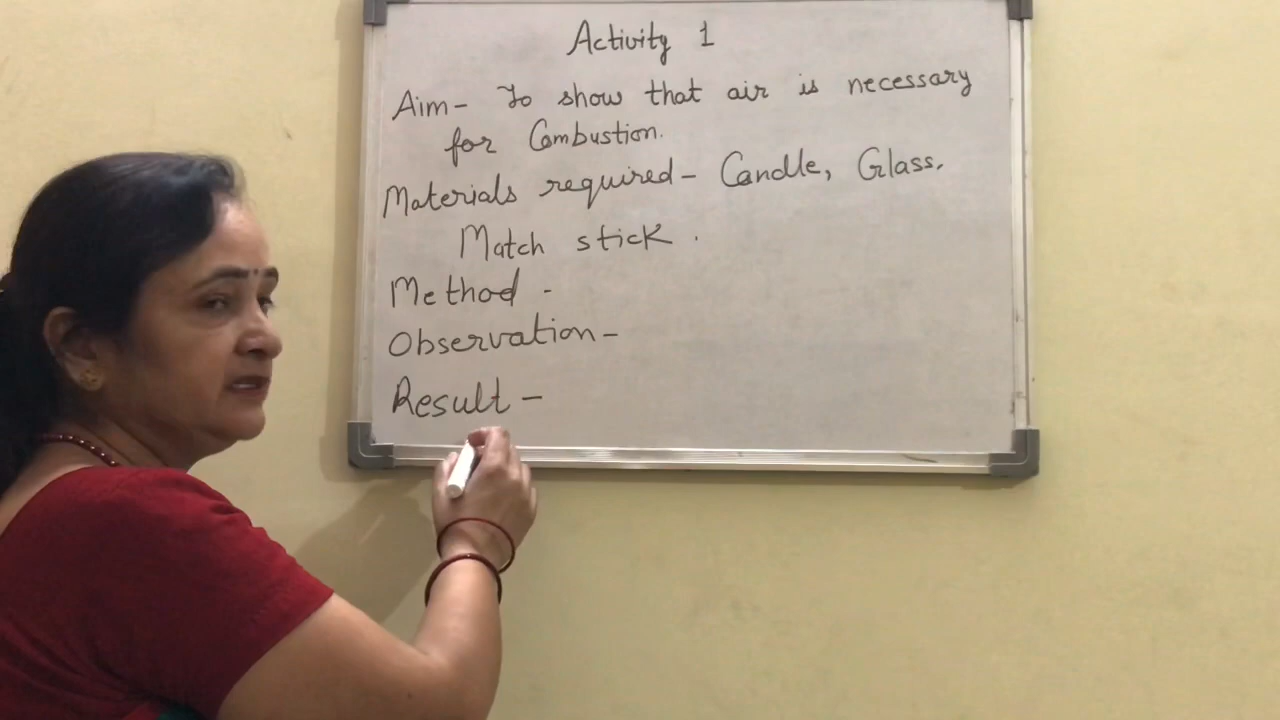 Activity 1
Aim- To show that air is necessary
for Combustion.
Materials required- Candle, Glass,
Match stick.
Method -
Observation-
Result-